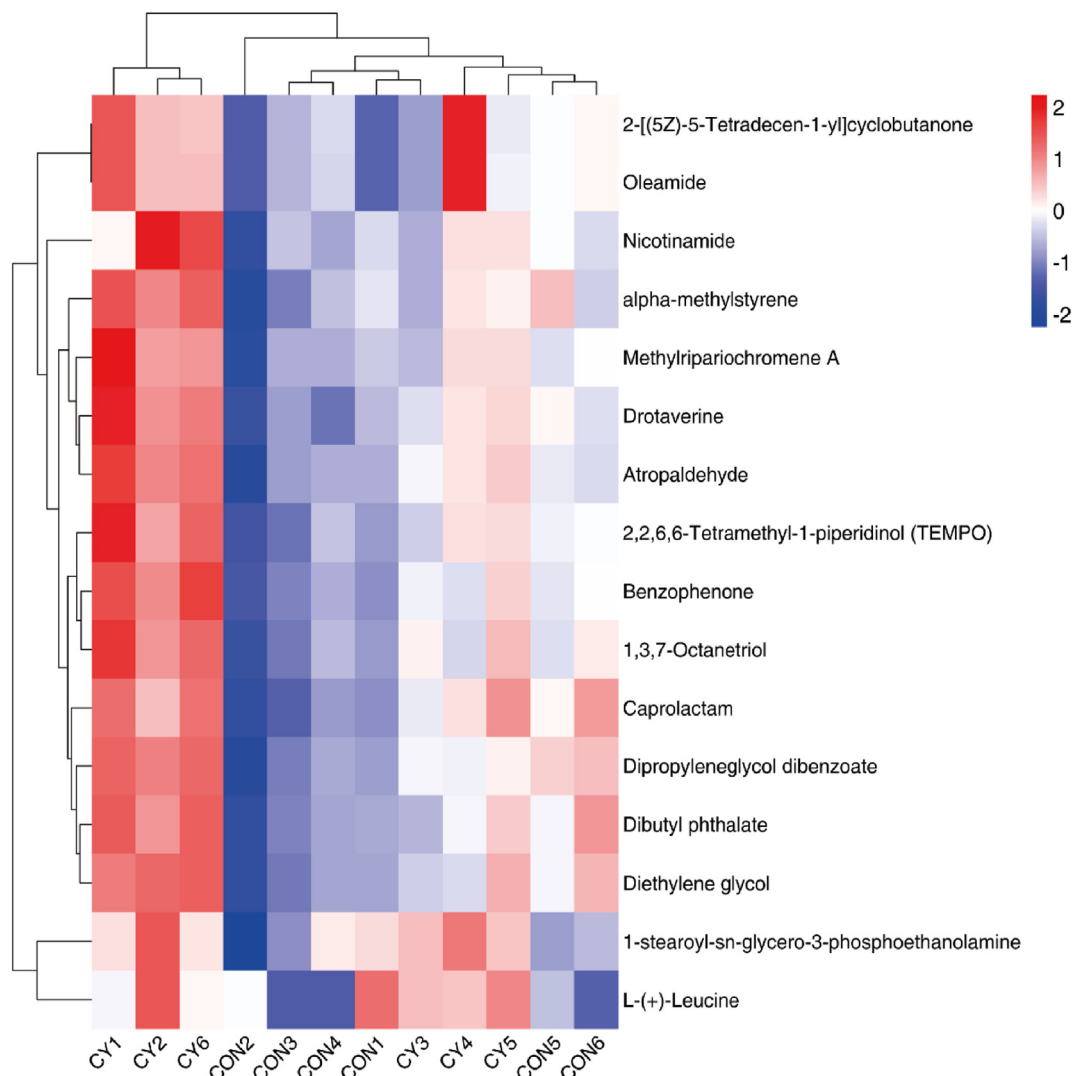 2-[(5Z)-5-Tetradecen-1-yl]cyclobutanone
Oleamide
Nicotinamide
alpha-methylstyrene
Methylripariochromene A
Drotaverine
Atropaldehyde
2,2,6,6-Tetramethyl-1-piperidinol (TEMPO)
Benzophenone
1,3,7-Octanetriol
Caprolactam
Dipropyleneglycol dibenzoate
Dibutyl phthalate
Diethylene glycol
1-stearoyl-sn-glycero-3-phosphoethanolamine
L-(+)-Leucine
2
1
0
-1
-2
CY1 CY2 CY6 CON2 CON3 CON4 CON1 CY3 CY4 CY5 CON5 CON6